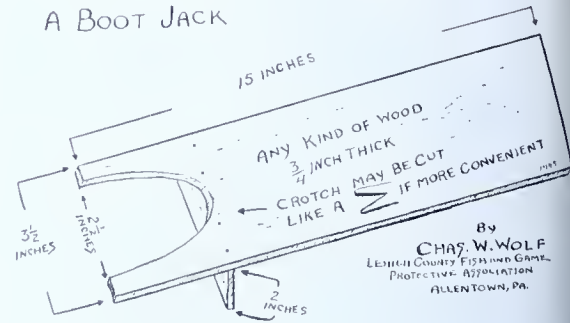 A BOOT JACK
15 INCHES
ANY KIND OF WOOD
3/4 INCH THICK
CROTCH MAY BE CUT
LIKE A IF MORE CONVENIENT
3 1/2 INCHES
2 1/2 INCHES
2 INCHES
By
CHAS. W. WOLF
LEHIGH COUNTY FISH AND GAME
PROTECTIVE ASSOCIATION
ALLENTOWN, PA.